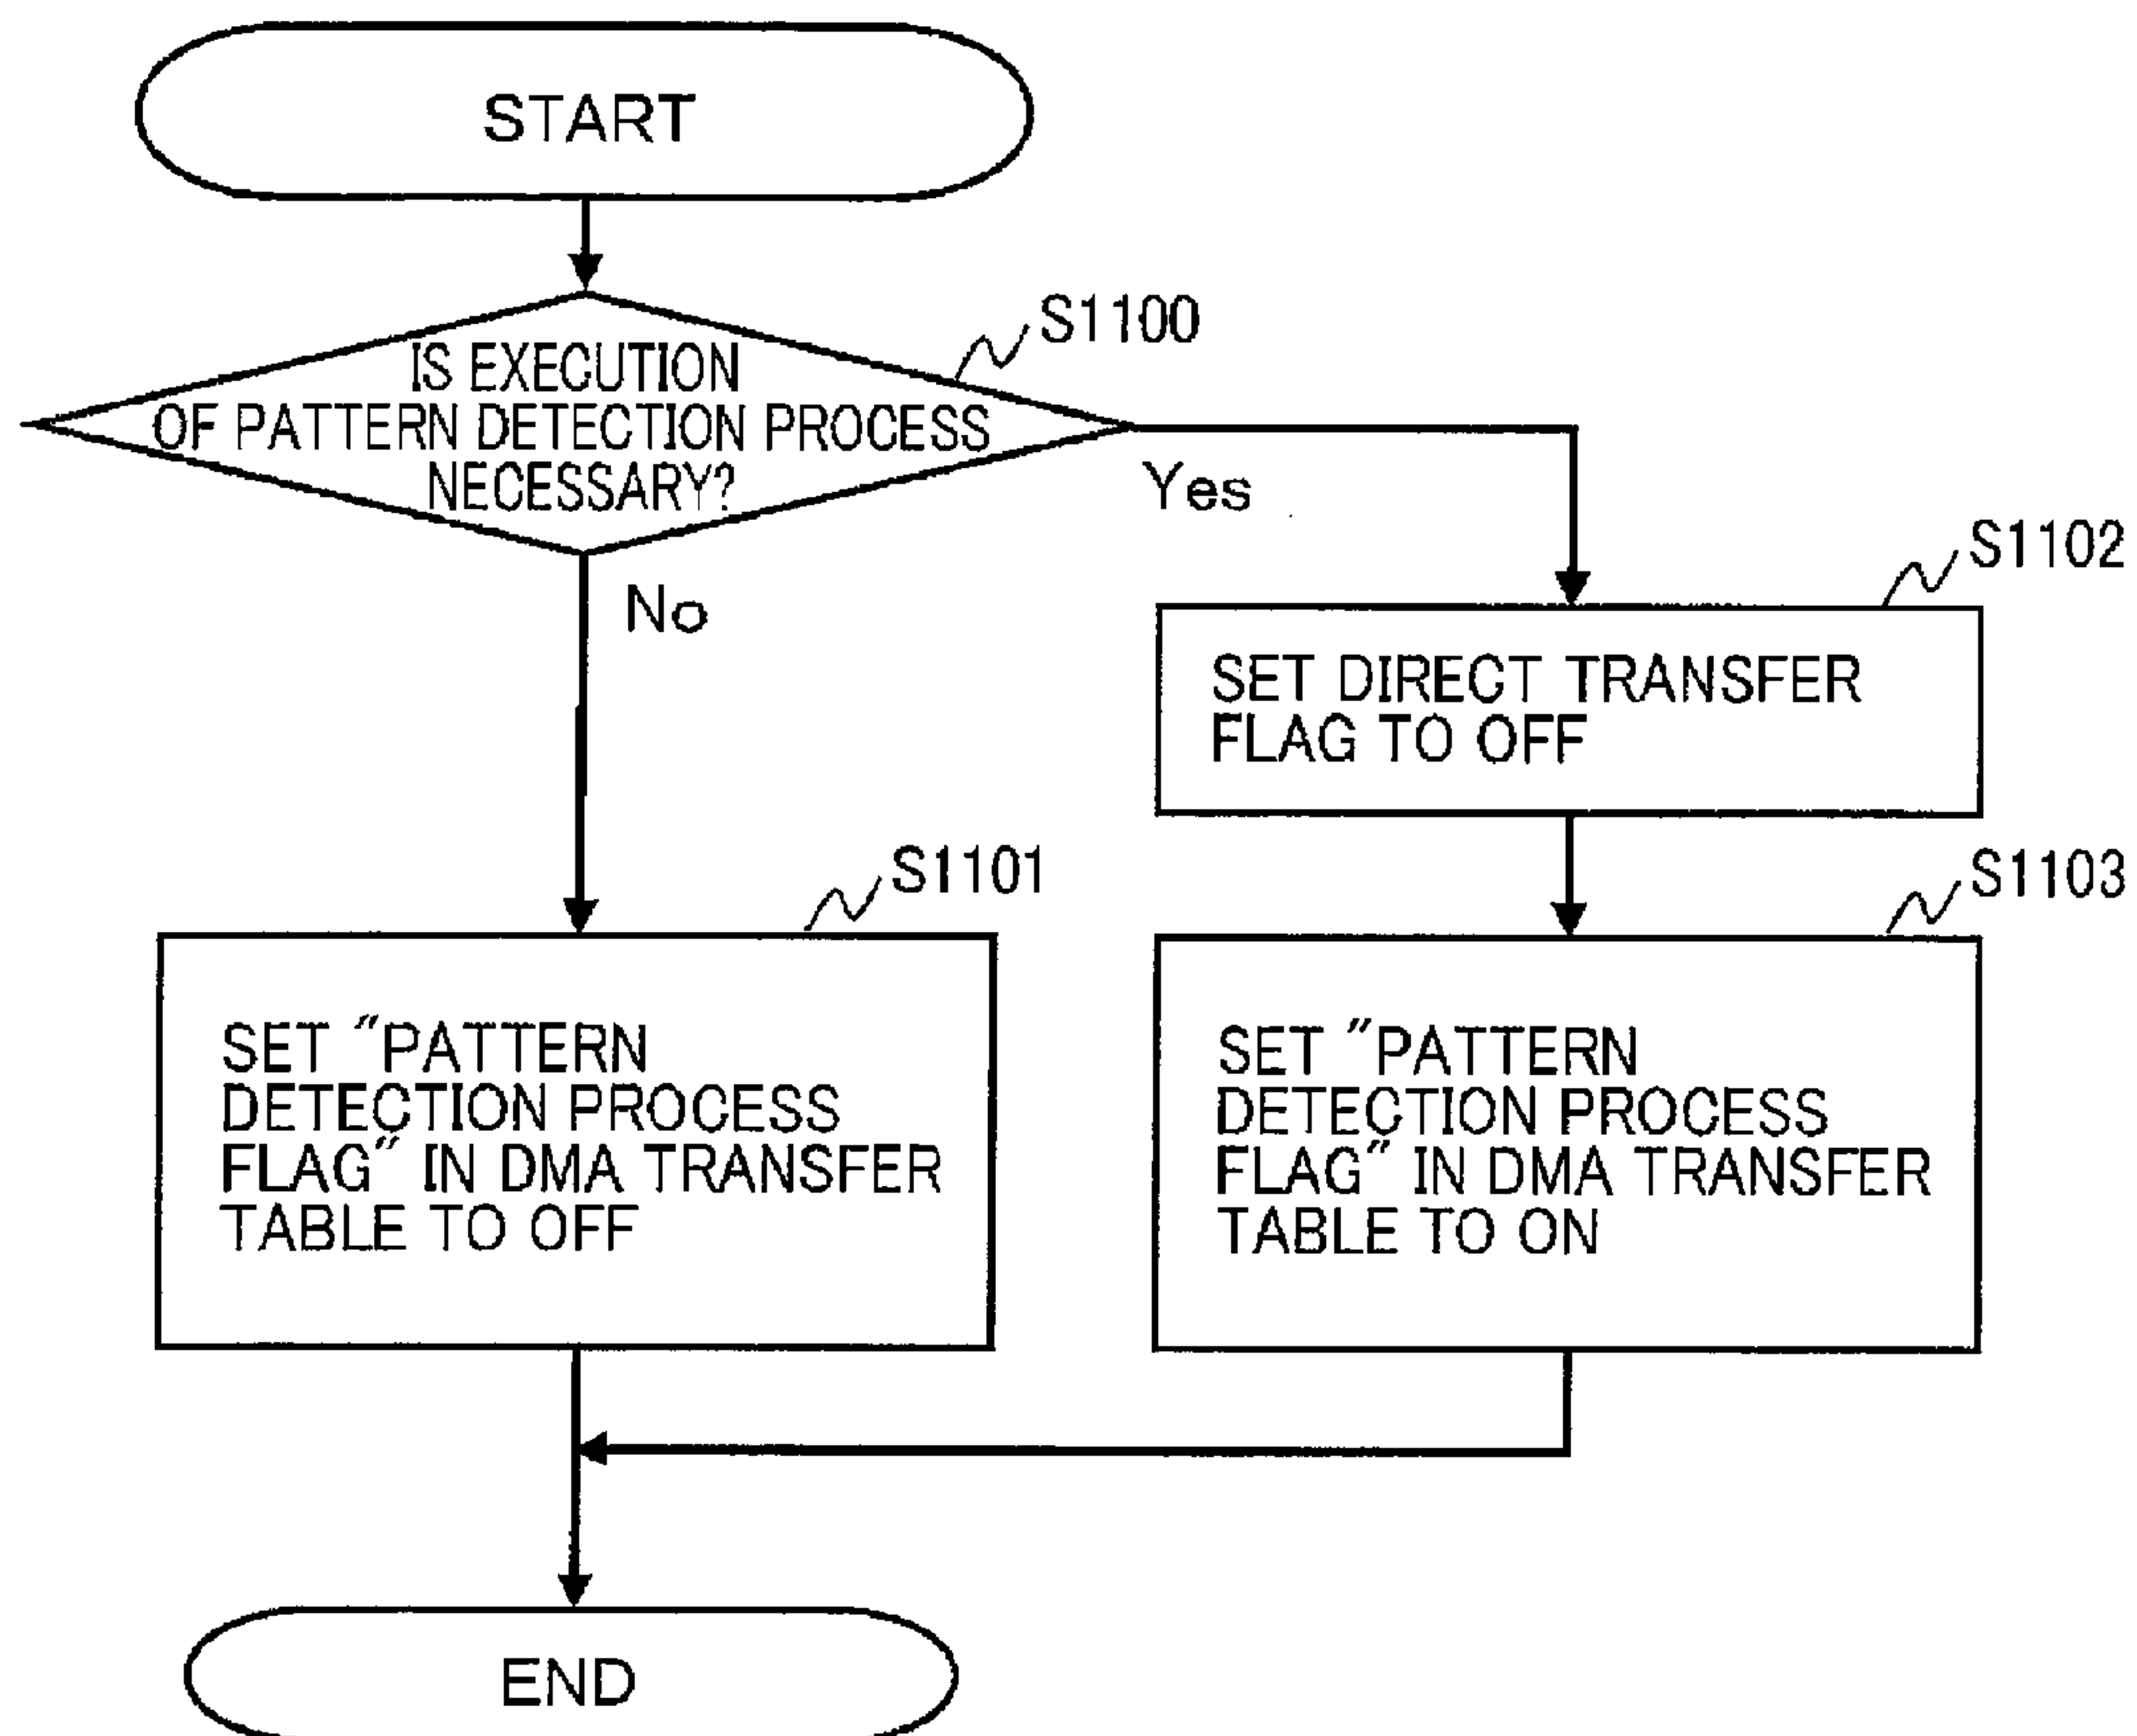 START
S1100
IS EXECUTION
OF PATTERN DETECTION PROCESS
NECESSARY?
Yes
No
S1102
SET DIRECT TRANSFER
FLAG TO OFF
S1101
SET "PATTERN
DETECTION PROCESS
FLAG" IN DMA TRANSFER
TABLE TO OFF
S1103
SET "PATTERN
DETECTION PROCESS
FLAG" IN DMA TRANSFER
TABLE TO ON
END